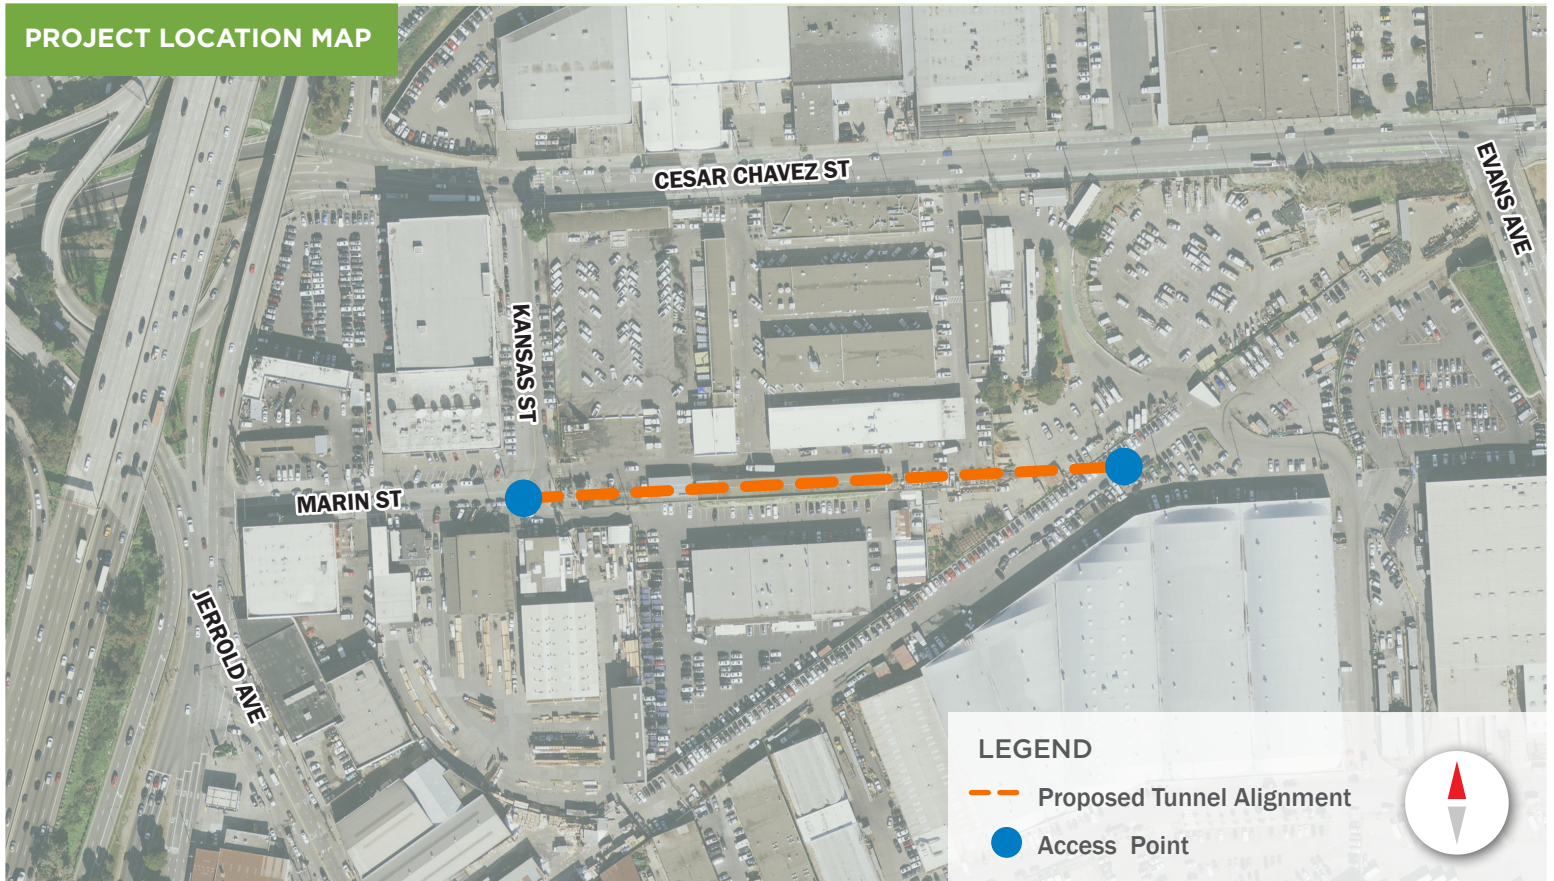 PROJECT LOCATION MAP
CESAR CHAVEZ ST
EVANS AVE
KANSAS ST
MARIN ST
JERROLD AVE
LEGEND
Proposed Tunnel Alignment
Access Point